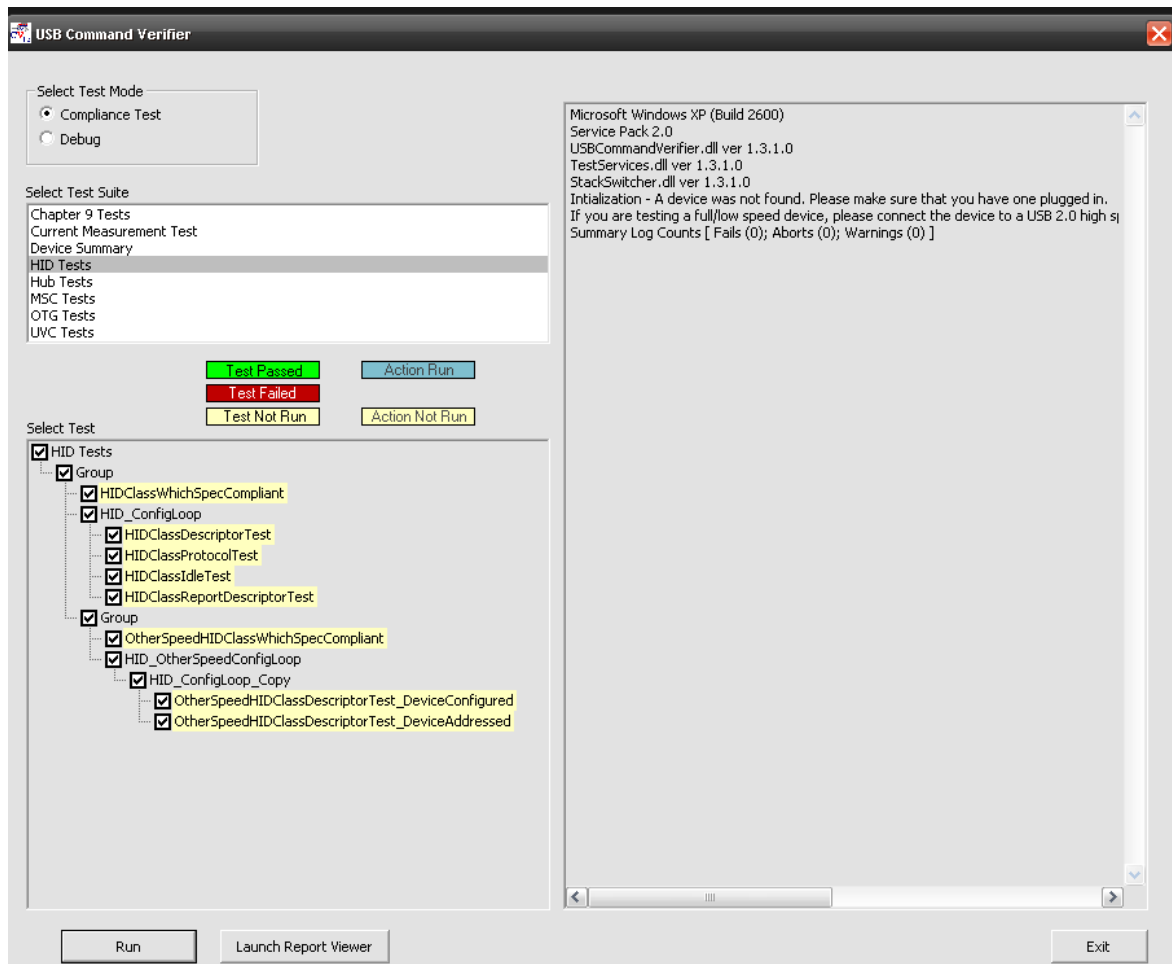 USB Command Verifier
Select Test Mode
Compliance Test
Debug
Select Test Suite
Chapter 9 Tests
Current Measurement Test
Device Summary
HID Tests
Hub Tests
MSC Tests
OTG Tests
UVC Tests
Test Passed
Action Run
Test Failed
Test Not Run
Action Not Run
Select Test
HID Tests
Group
HIDClassWhichSpecCompliant
HID_ConfigLoop
HIDClassDescriptorTest
HIDClassProtocolTest
HIDClassIdleTest
HIDClassReportDescriptorTest
Group
OtherSpeedHIDClassWhichSpecCompliant
HID_OtherSpeedConfigLoop
HID_ConfigLoop_Copy
OtherSpeedHIDClassDescriptorTest_DeviceConfigured
OtherSpeedHIDClassDescriptorTest_DeviceAddressed
Microsoft Windows XP (Build 2600)
Service Pack 2.0
USBCommandVerifier.dll ver 1.3.1.0
TestServices.dll ver 1.3.1.0
StackSwitcher.dll ver 1.3.1.0
Intialization - A device was not found. Please make sure that you have one plugged in.
If you are testing a full/low speed device, please connect the device to a USB 2.0 high
Summary Log Counts [ Fails (0); Aborts (0); Warnings (0) ]
Run
Launch Report Viewer
Exit